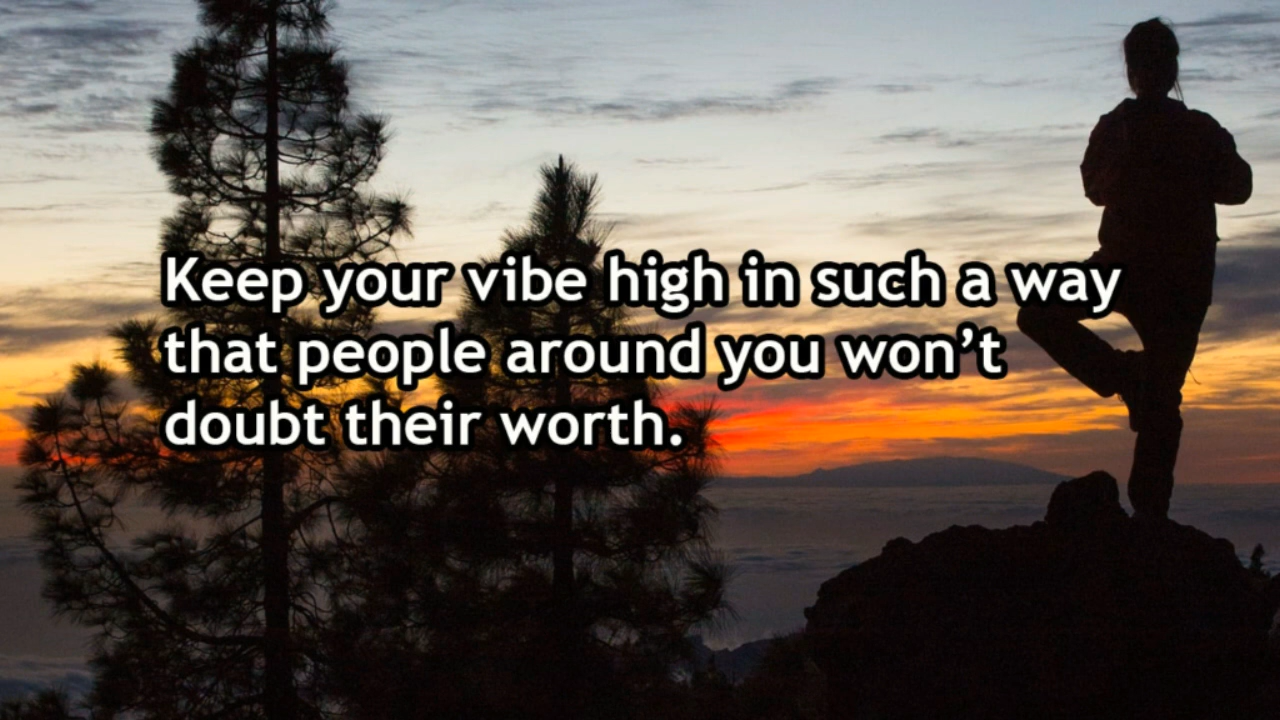 Keep your vibe high in such a way
that people around you won’t
doubt their worth.